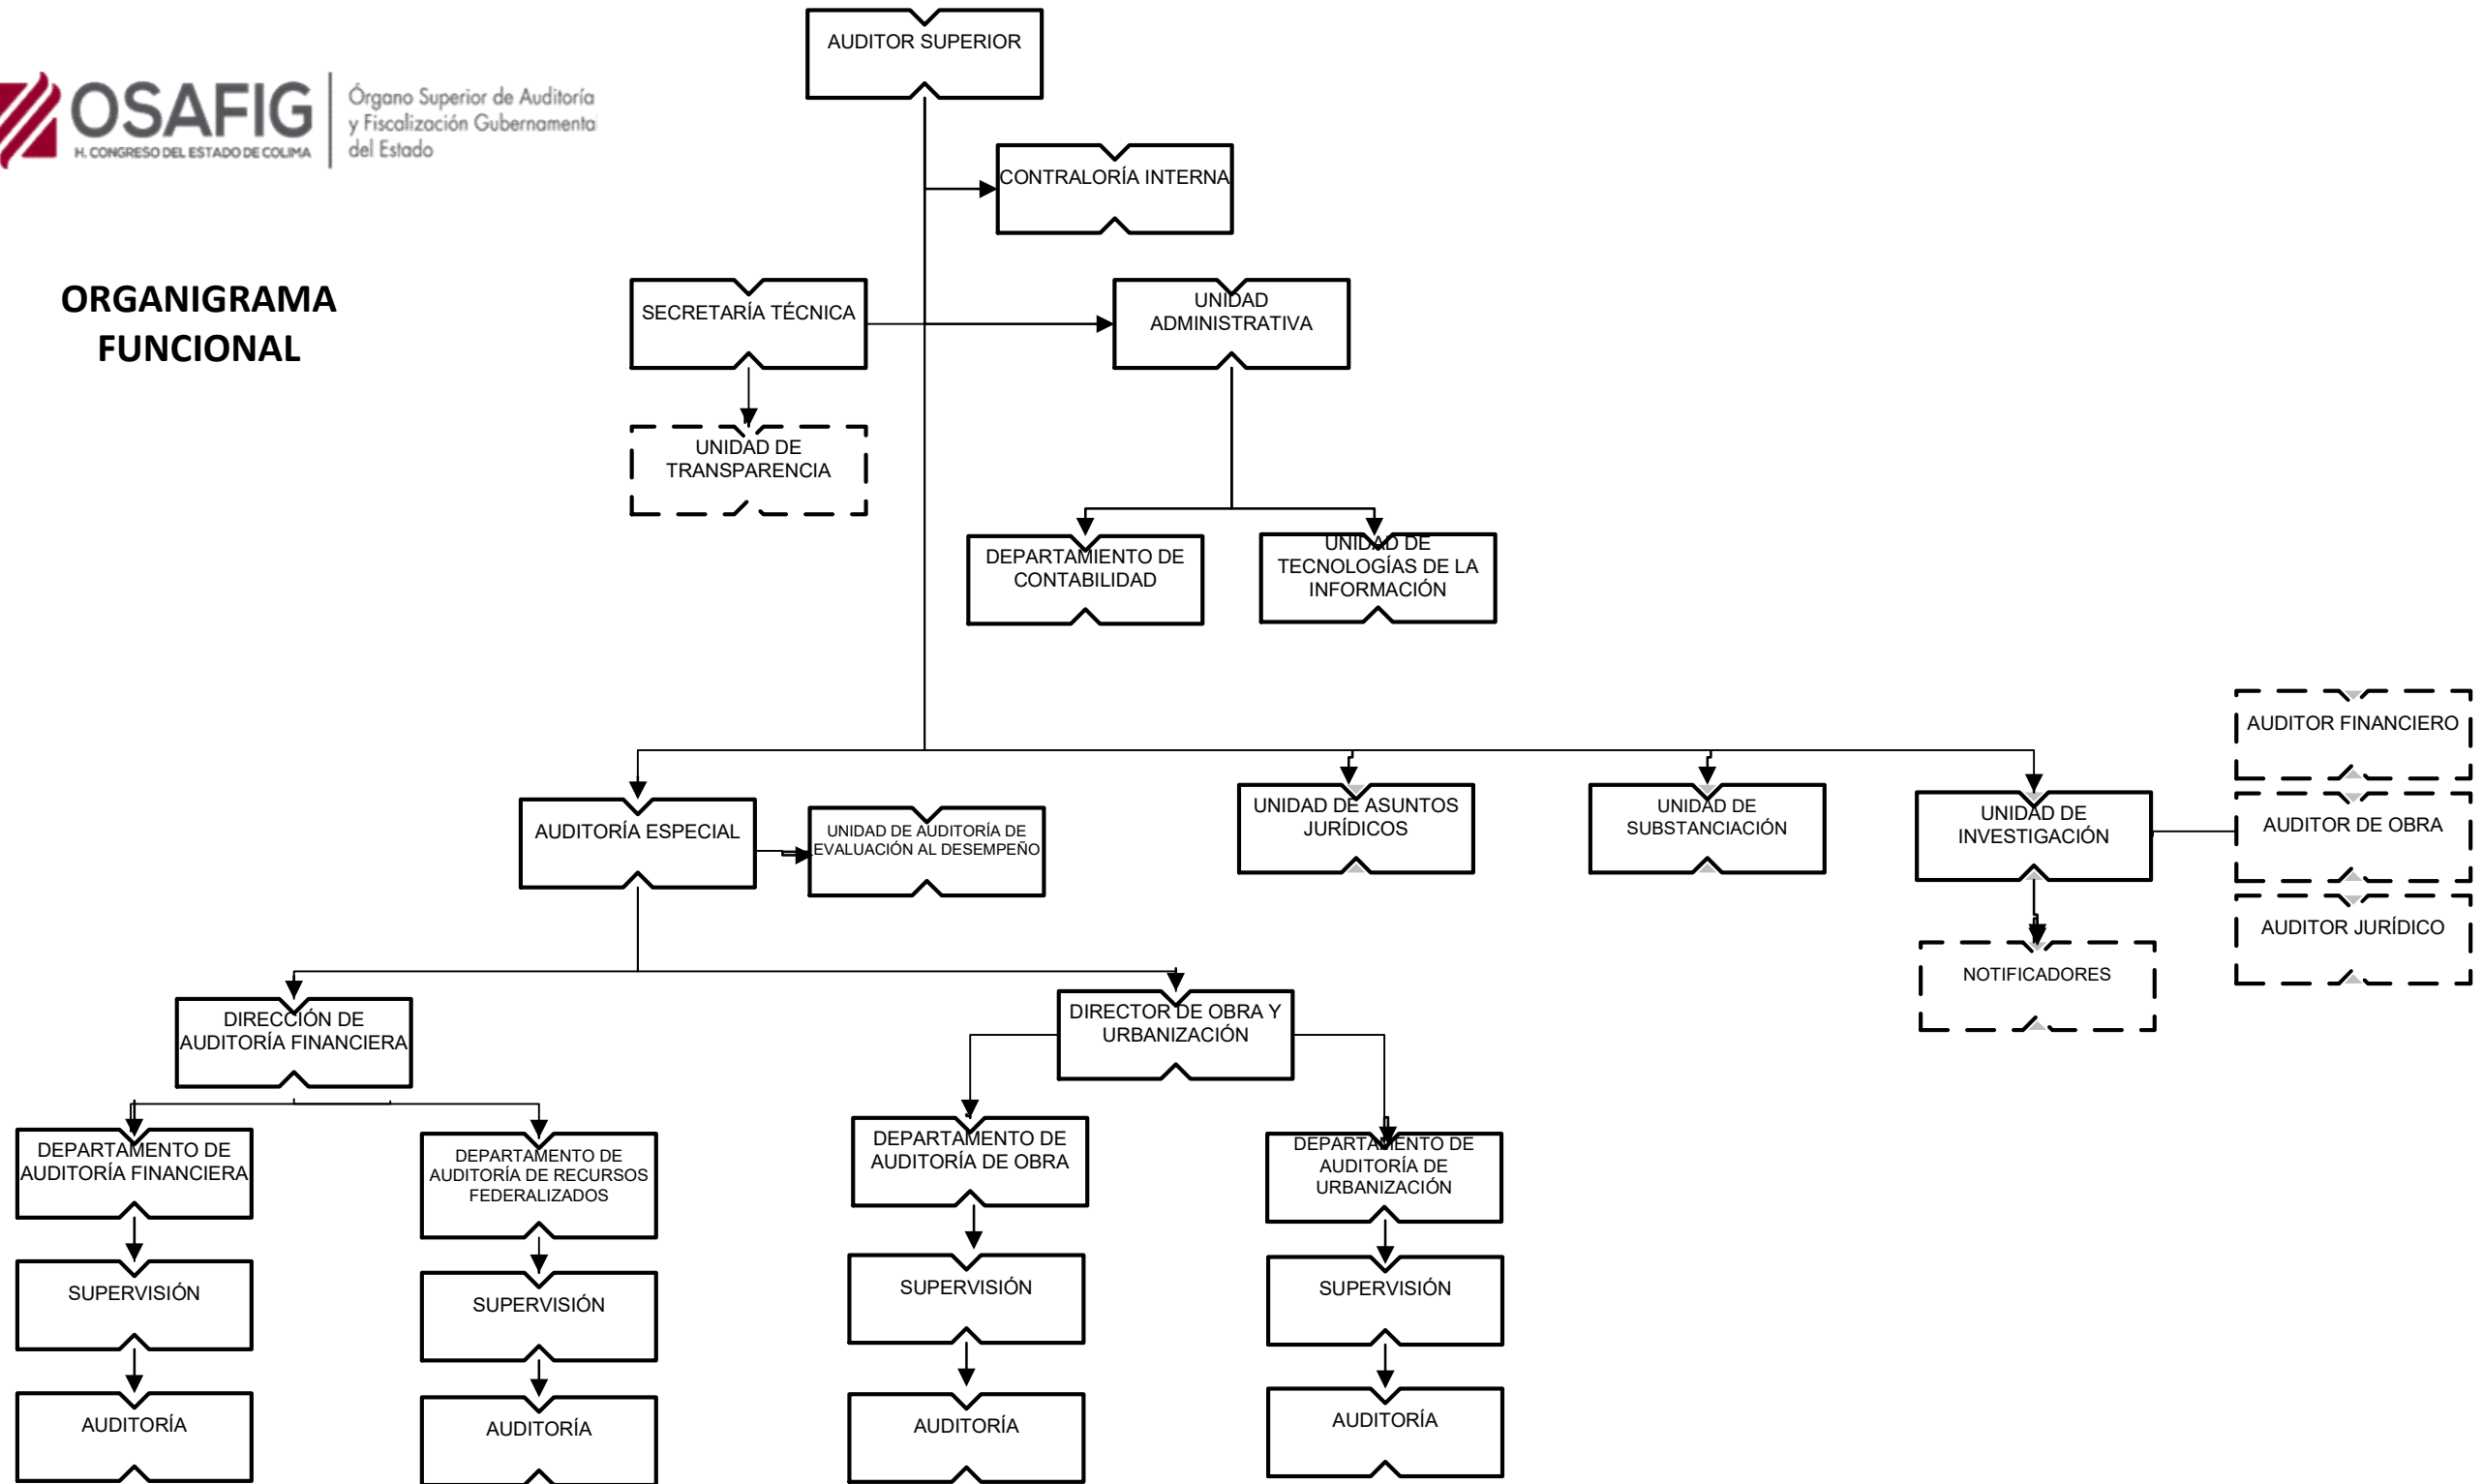 AUDITOR SUPERIOR
OSAFIG
H. CONGRESO DEL ESTADO DE COLIMA
Órgano Superior de Auditoría
y Fiscalización Gubernamental
del Estado
CONTRALORÍA INTERNA
ORGANIGRAMA
FUNCIONAL
SECRETARÍA TÉCNICA
UNIDAD
ADMINISTRATIVA
UNIDAD DE
TRANSPARENCIA
DEPARTAMIENTO DE
CONTABILIDAD
UNIDAD DE
TECNOLOGÍAS DE LA
INFORMACIÓN
AUDITORÍA ESPECIAL
UNIDAD DE AUDITORÍA DE
EVALUACIÓN AL DESEMPEÑO
UNIDAD DE ASUNTOS
JURÍDICOS
UNIDAD DE
SUBSTANCIACIÓN
UNIDAD DE
INVESTIGACIÓN
AUDITOR FINANCIERO
AUDITOR DE OBRA
AUDITOR JURÍDICO
NOTIFICADORES
DIRECCIÓN DE
AUDITORÍA FINANCIERA
DIRECTOR DE OBRA Y
URBANIZACIÓN
DEPARTAMENTO DE
AUDITORÍA FINANCIERA
DEPARTAMENTO DE
AUDITORÍA DE RECURSOS
FEDERALIZADOS
DEPARTAMENTO DE
AUDITORÍA DE OBRA
DEPARTAMENTO DE
AUDITORÍA DE
URBANIZACIÓN
SUPERVISIÓN
SUPERVISIÓN
SUPERVISIÓN
SUPERVISIÓN
AUDITORÍA
AUDITORÍA
AUDITORÍA
AUDITORÍA